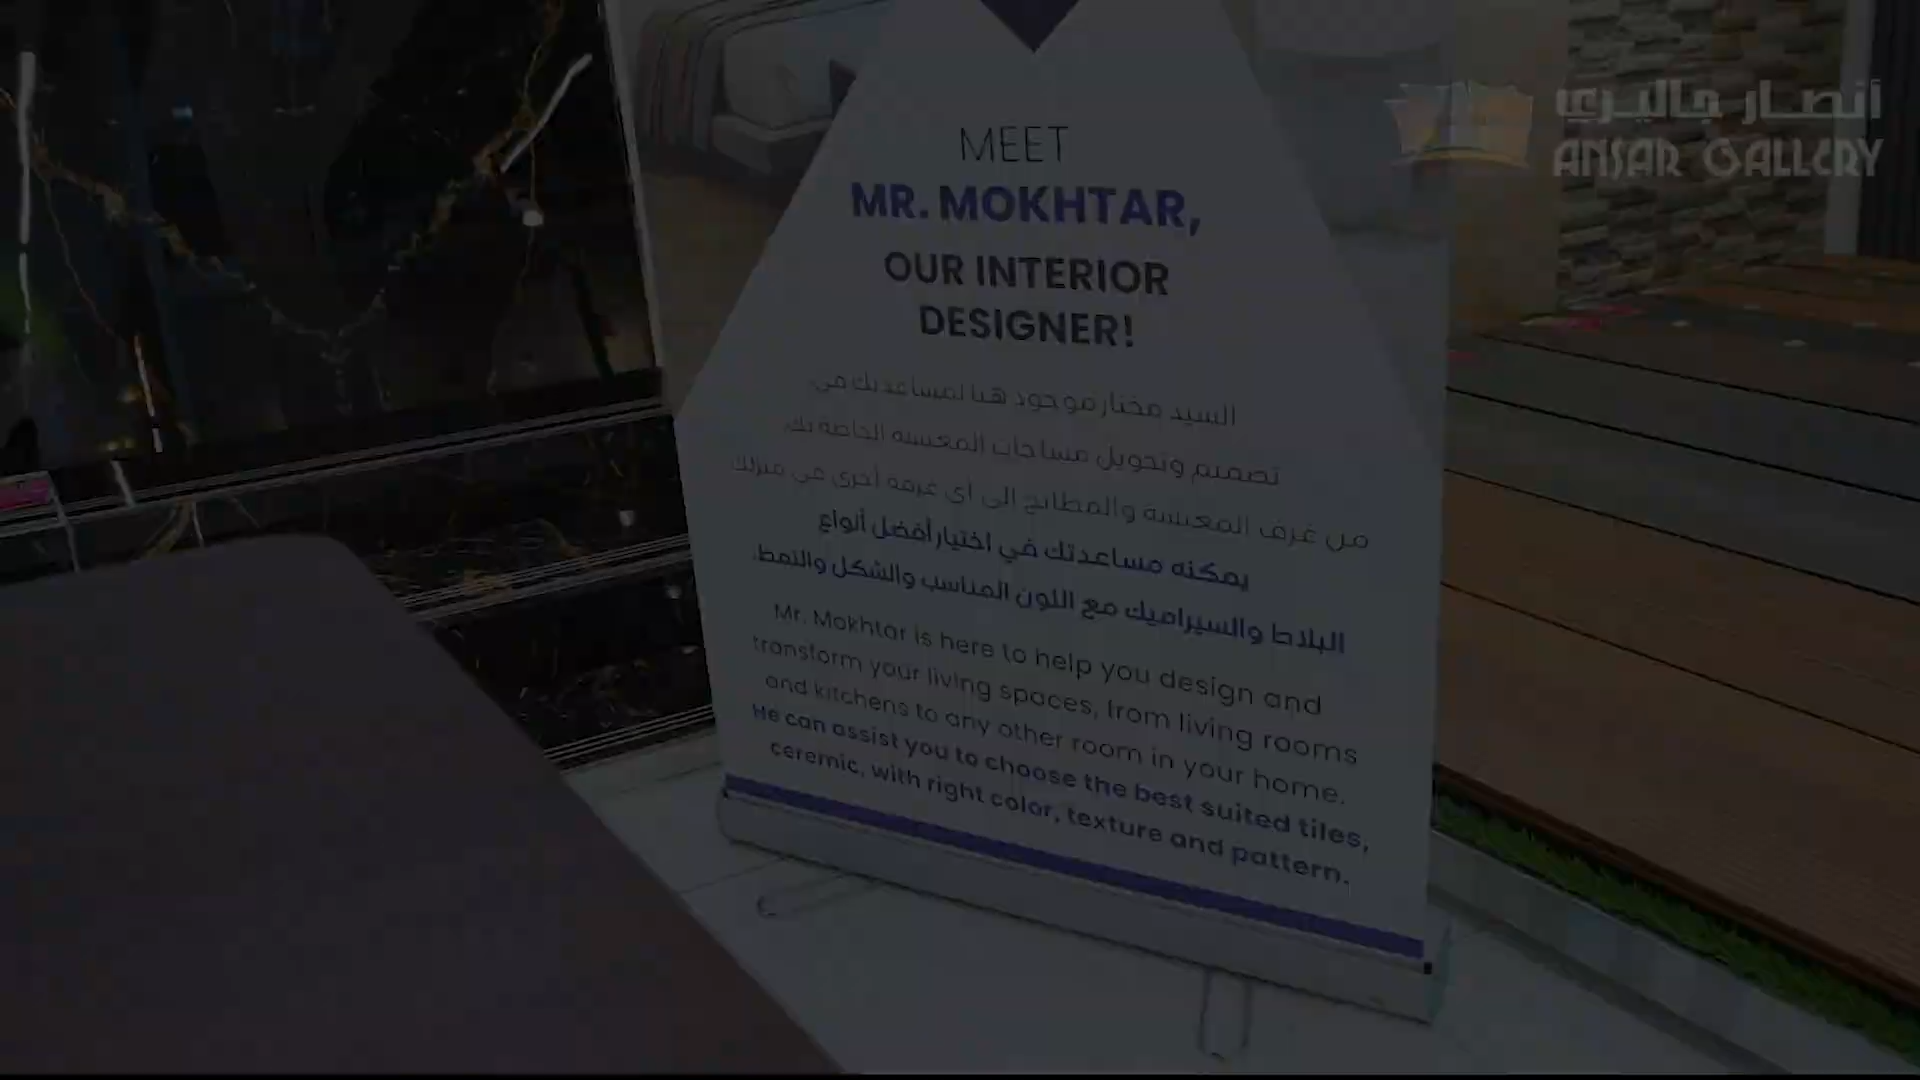 أنصار جاليري
ANSAR GALLERY
MEET
MR. MOKHTAR,
OUR INTERIOR
DESIGNER!
السيد مختار موجود هنا لمساعدتك في
تصميم وتحويل مساحات المعيشة الخاصة بك
من غرف المعيشة والمطابخ إلى أي غرفة أخرى في منزلك
يمكنه مساعدتك في اختيار أفضل أنواع
البلاط والسيراميك مع اللون المناسب والشكل والنمط.
Mr. Mokhtar is here to help you design and
transform your living spaces, from living rooms
and kitchens to any other room in your home.
He can assist you to choose the best suited tiles,
ceremic, with right color, texture and pattern.